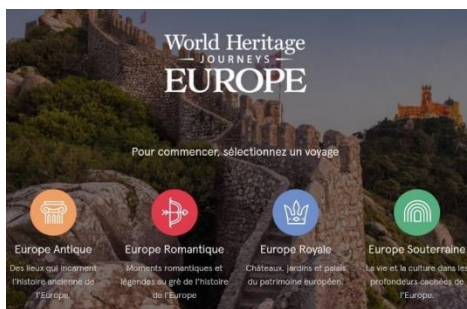 World Heritage
JOURNEYS
EUROPE
Pour commencer, sélectionnez un voyage
Europe Antique
Des lieux qui incarnent
l'histoire ancienne de
l'Europe.
Europe Romantique
Moments romantiques et
légendes au gré de l'histoire
de l'Europe
Europe Royale
Châteaux, jardins et palais
du patrimoine européen.
Europe Souterraine
La vie et la culture dans les
profondeurs cachées de
l'Europe.